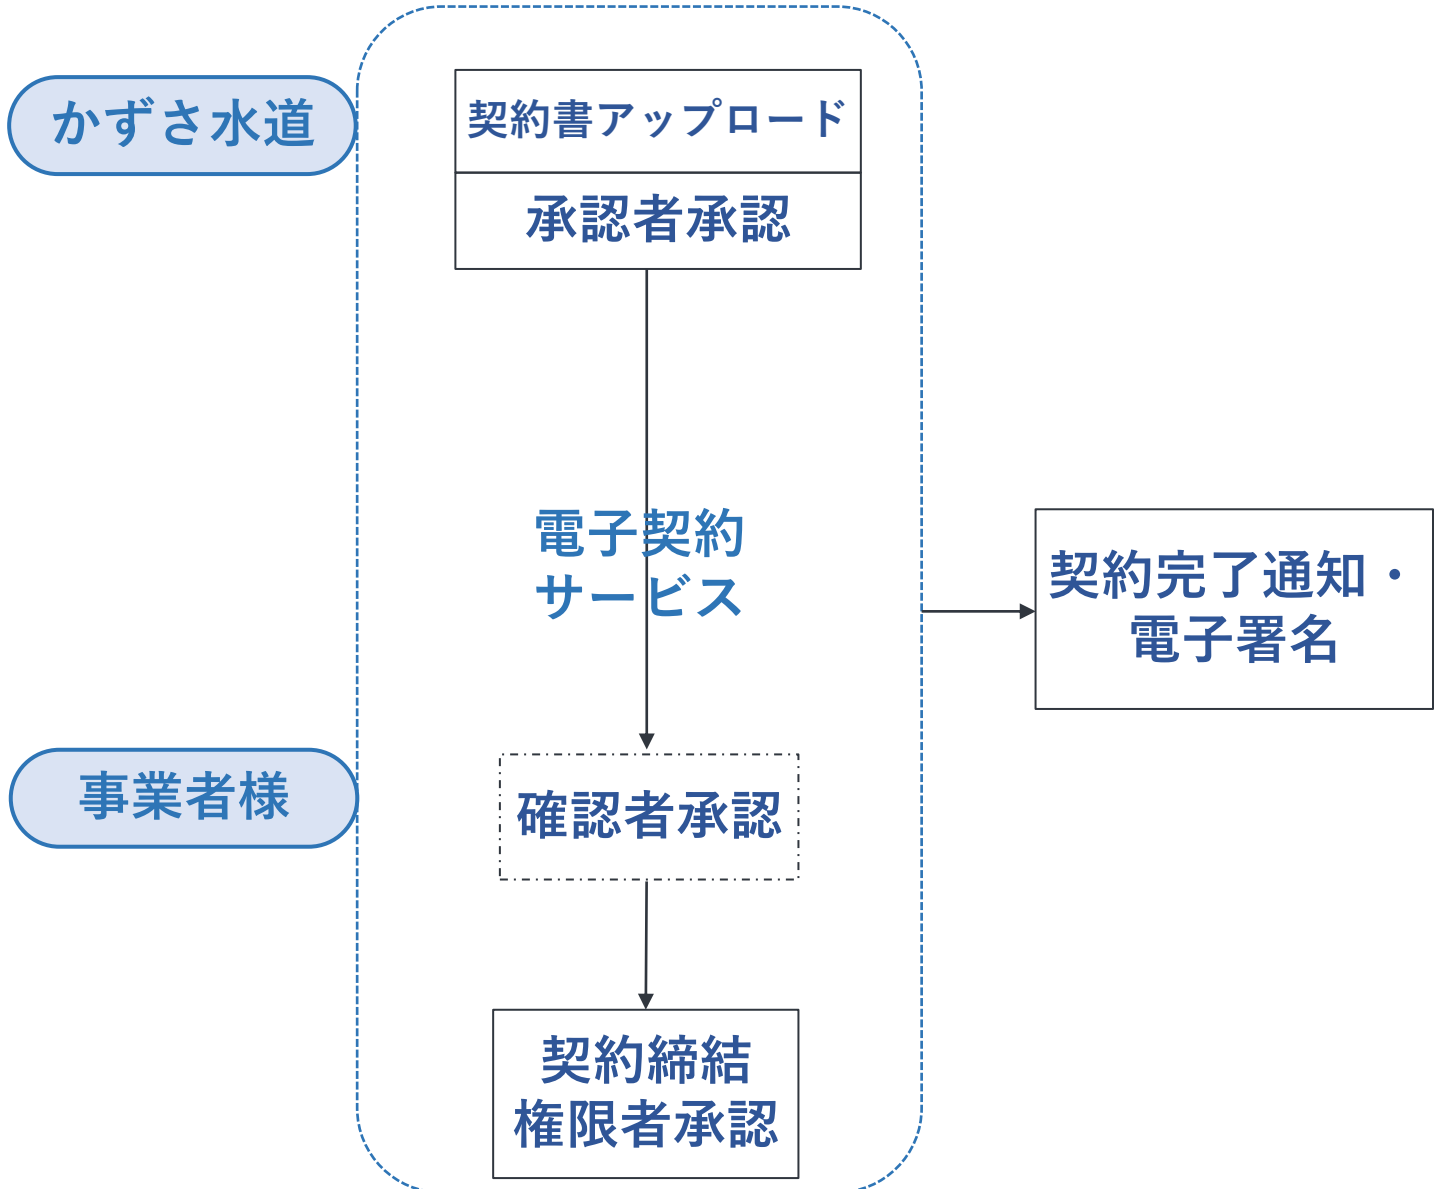 かずさ水道
契約書アップロード
承認者承認
電子契約
サービス
契約完了通知・
電子署名
事業者様
確認者承認
契約締結
権限者承認